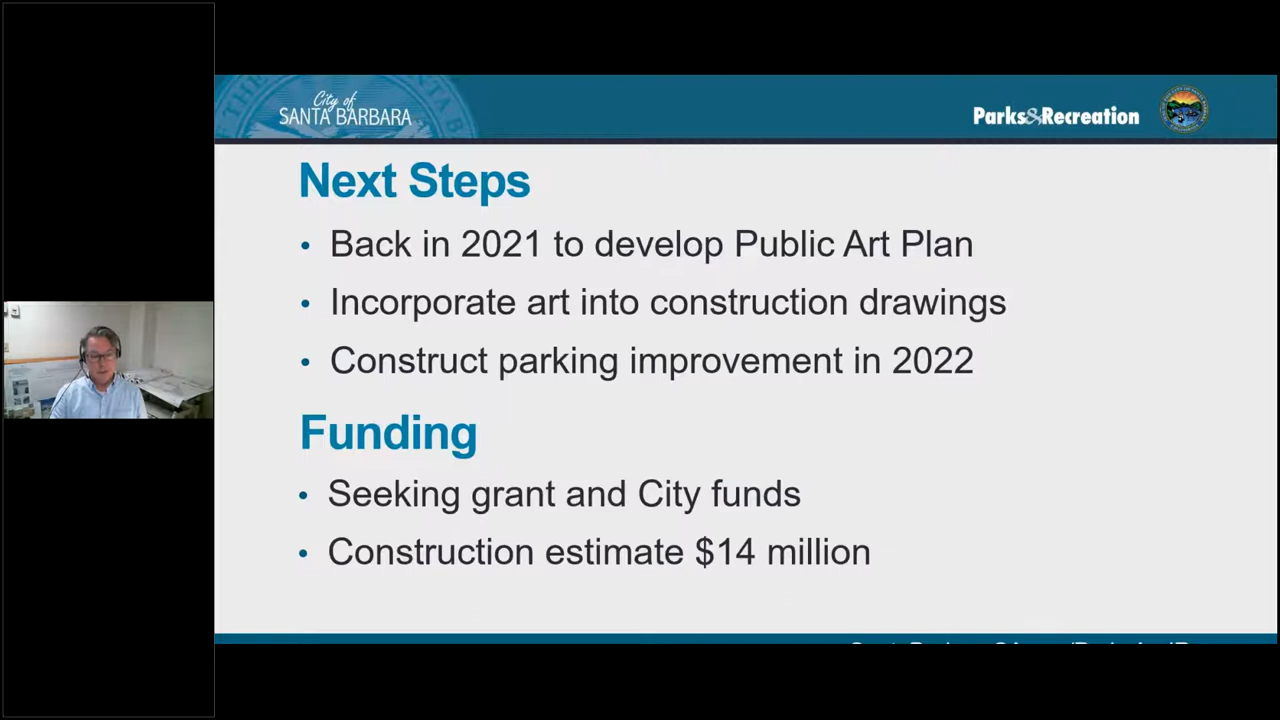 City of
SANTA BARBARA
Parks&Recreation
Next Steps
• Back in 2021 to develop Public Art Plan
• Incorporate art into construction drawings
• Construct parking improvement in 2022
Funding
• Seeking grant and City funds
• Construction estimate $14 million